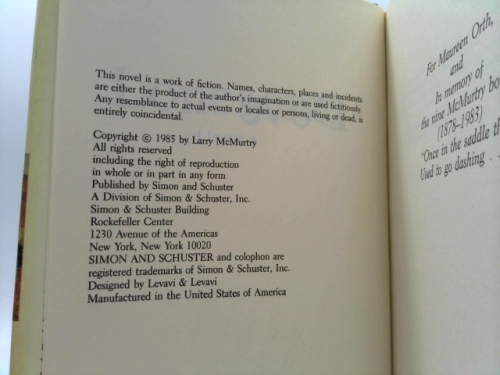 This novel is a work of fiction. Names, characters, places and incidents
are either the product of the author's imagination or are used fictitiously.
Any resemblance to actual events or locales or persons, living or dead, is
entirely coincidental.
Copyright © 1985 by Larry McMurtry
All rights reserved
including the right of reproduction
in whole or part in any form
Published by Simon and Schuster
A Division of Simon & Schuster, Inc.
Simon & Schuster Building
Rockefeller Center
1230 Avenue of the Americas
New York, New York 10020
SIMON AND SCHUSTER and colophon are
registered trademarks of Simon & Schuster, Inc.
Designed by Levavi & Levavi
Manufactured in the United States of America
For Maureen Orth,
and
In memory of
the nine McMurtry bo
(1878–1983)
"Once in the saddle th
Used to go dashing . .